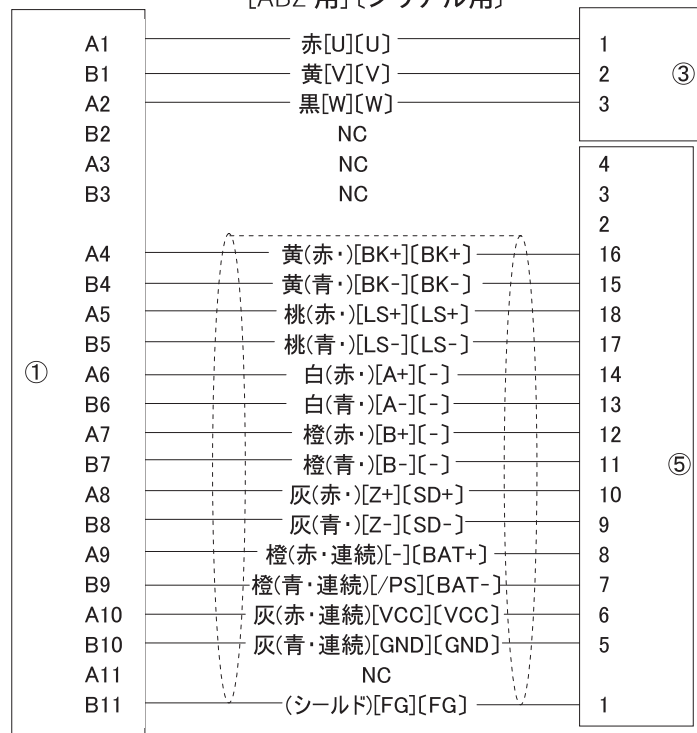 [ABZ 用]〔シリアル用〕
A1 赤[U]〔U〕 1
B1 黄[V]〔V〕 2 ③
A2 黒[W]〔W〕 3
B2 NC
A3 NC 4
B3 NC 3
2
A4 黄(赤・)[BK+]〔BK+〕 16
B4 黄(青・)[BK-]〔BK-〕 15
A5 桃(赤・)[LS+]〔LS+〕 18
B5 桃(青・)[LS-]〔LS-〕 17
① A6 白(赤・)[A+]〔-〕 14
B6 白(青・)[A-]〔-〕 13
A7 橙(赤・)[B+]〔-〕 12
B7 橙(青・)[B-]〔-〕 11 ⑤
A8 灰(赤・)[Z+]〔SD+〕 10
B8 灰(青・)[Z-]〔SD-〕 9
A9 橙(赤・連続)[-]〔BAT+〕 8
B9 橙(青・連続)[/PS]〔BAT-〕 7
A10 灰(赤・連続)[VCC]〔VCC〕 6
B10 灰(青・連続)[GND]〔GND〕 5
A11 NC
B11 (シールド)[FG]〔FG〕 1